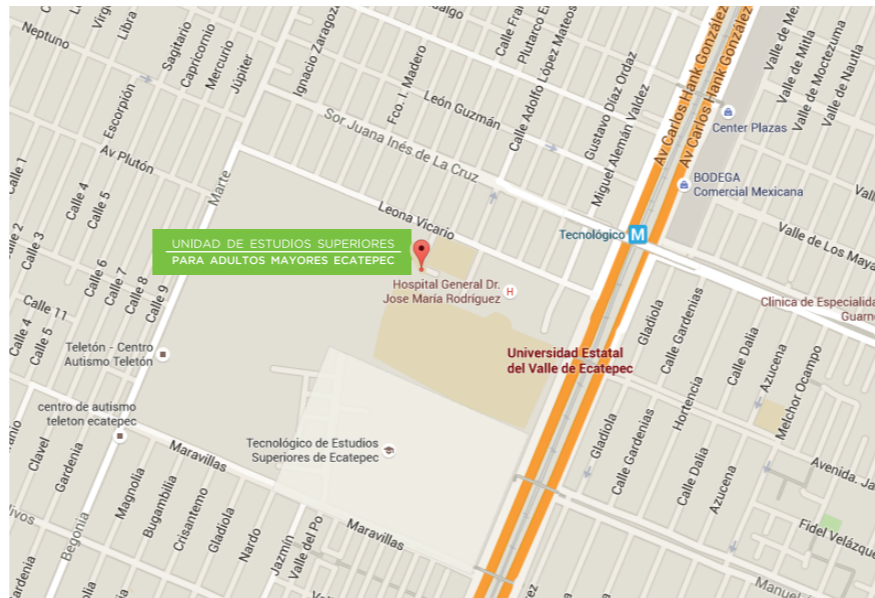 Neptuno
Virgo
Libra
Sagitario
Capricornio
Mercurio
Júpiter
Escorpión
Ignacio Zaragoza
Fco. I. Madero
León Guzmán
Calle Adolfo López Mateos
Gustavo Díaz Ordaz
Miguel Alemán Valdez
Av Carlos Hank González
Av Carlos Hank González
Center Plazas
Valle de Mitla
Valle de Moctezuma
Valle de Nautla
BODEGA
Comercial Mexicana
Sor Juana Inés de La Cruz
Av Plutón
Calle 1
Calle 4
Calle 5
Marte
Leona Vicario
Tecnológico
M
Valle de Los Maya
Calle 2
Calle 3
UNIDAD DE ESTUDIOS SUPERIORES
PARA ADULTOS MAYORES ECATEPEC
Calle 6
Calle 7
Calle 8
Calle 9
Hospital General Dr.
Jose María Rodríguez
H
Calle 11
Calle 4
Calle 5
Clinica de Especialida
Guarne
Teletón - Centro
Autismo Teletón
Universidad Estatal
del Valle de Ecatepec
Gladiola
Calle Gardenias
Calle Dalia
Azucena
Melchor Ocampo
Hortencia
centro de autismo
teleton ecatepec
Tecnológico de Estudios
Superiores de Ecatepec
Gladiola
Calle Gardenias
Calle Dalia
Azucena
Avenida. Ja
Clavel
Gardenia
Maravillas
Magnolia
Bugambilia
Crisantemo
Gladiola
Nardo
Jazmín
Valle del Po
Maravillas
Begonia
Fidel Velázque
Manuel
Gardenia